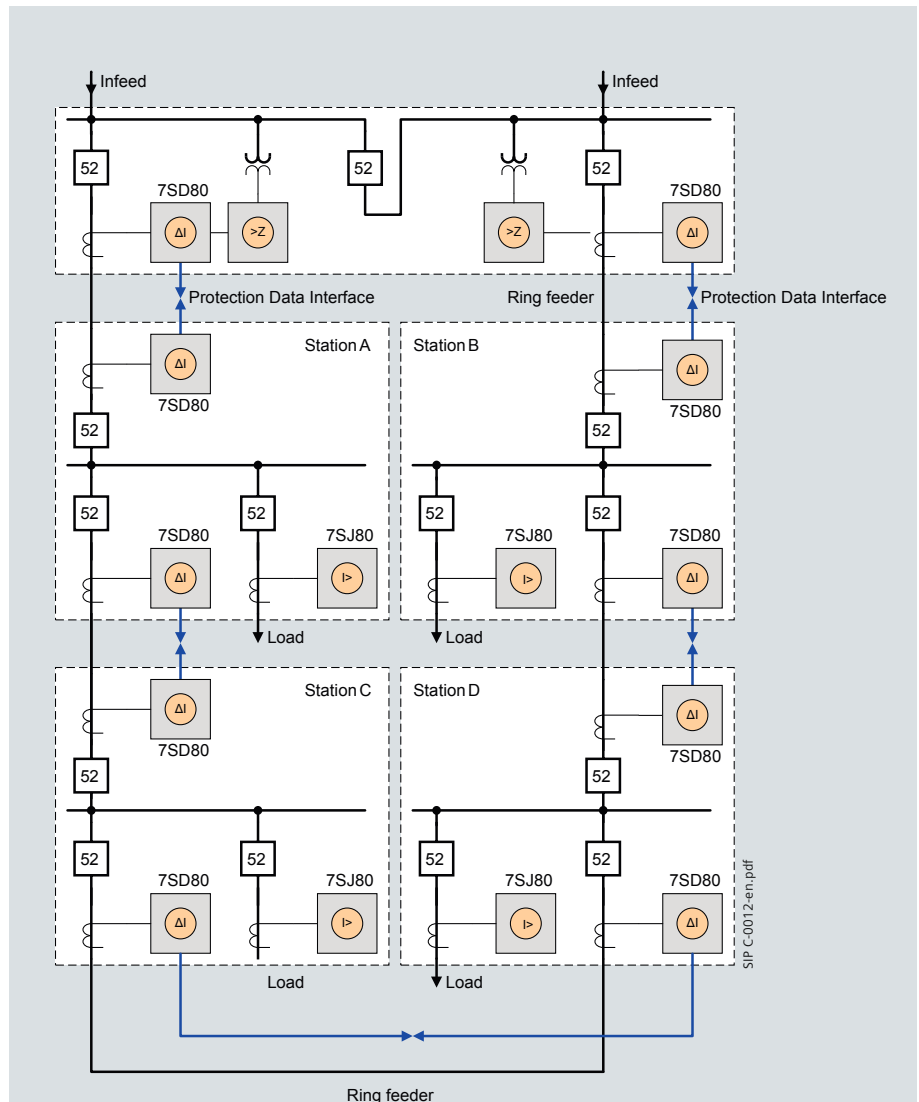 Infeed
Infeed
52
52
52
7SD80
7SD80
ΔI
>Z
>Z
ΔI
Protection Data Interface
Ring feeder
Protection Data Interface
Station A
Station B
ΔI
ΔI
7SD80
7SD80
52
52
52
52
52
52
7SD80
7SJ80
7SJ80
7SD80
ΔI
I>
I>
ΔI
Load
Load
Station C
Station D
ΔI
ΔI
7SD80
7SD80
52
52
52
52
52
52
7SD80
7SJ80
7SJ80
7SD80
ΔI
I>
I>
ΔI
SIP C-0012-en.pdf
Load
Load
Ring feeder